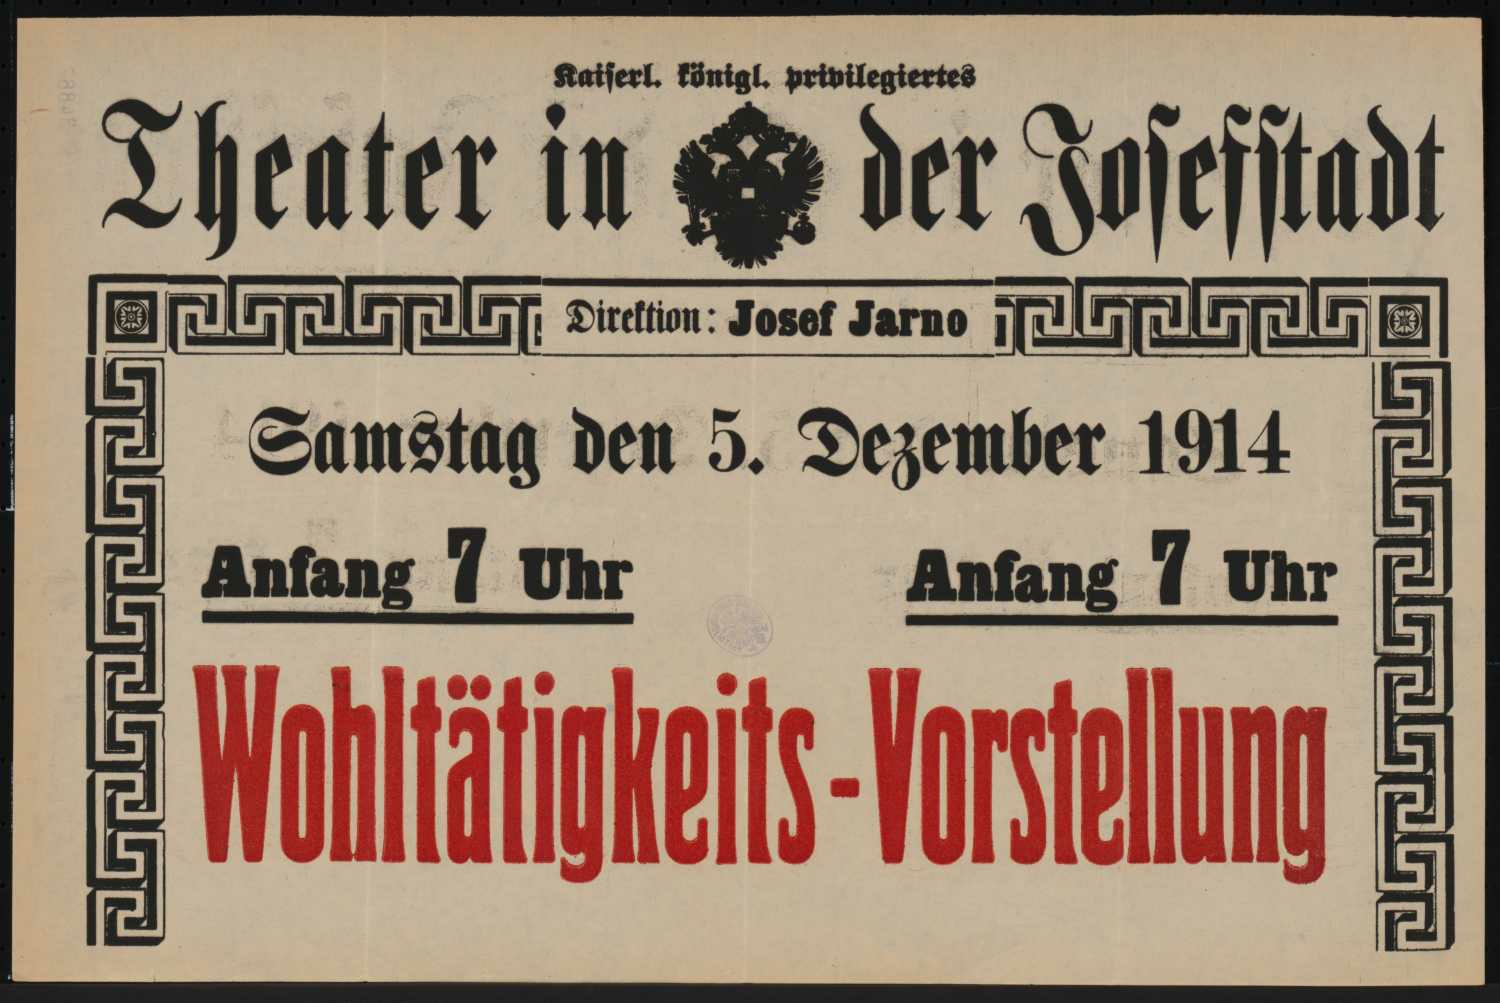 Kaiserl. königl. privilegiertes
Theater in der Josefstadt
Direktion: Josef Jarno
Samstag den 5. Dezember 1914
Anfang 7 Uhr Anfang 7 Uhr
Wohltätigkeits-Vorstellung